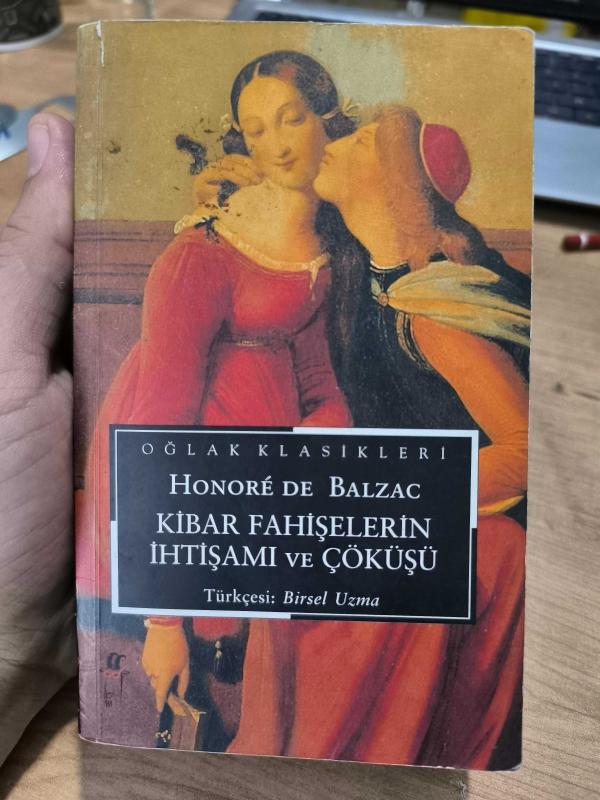 OĞLAK KLASİKLERİ
HONORÉ DE BALZAC
KİBAR FAHİŞELERİN
İHTİŞAMI VE ÇÖKÜŞÜ
Türkçesi: Birsel Uzma